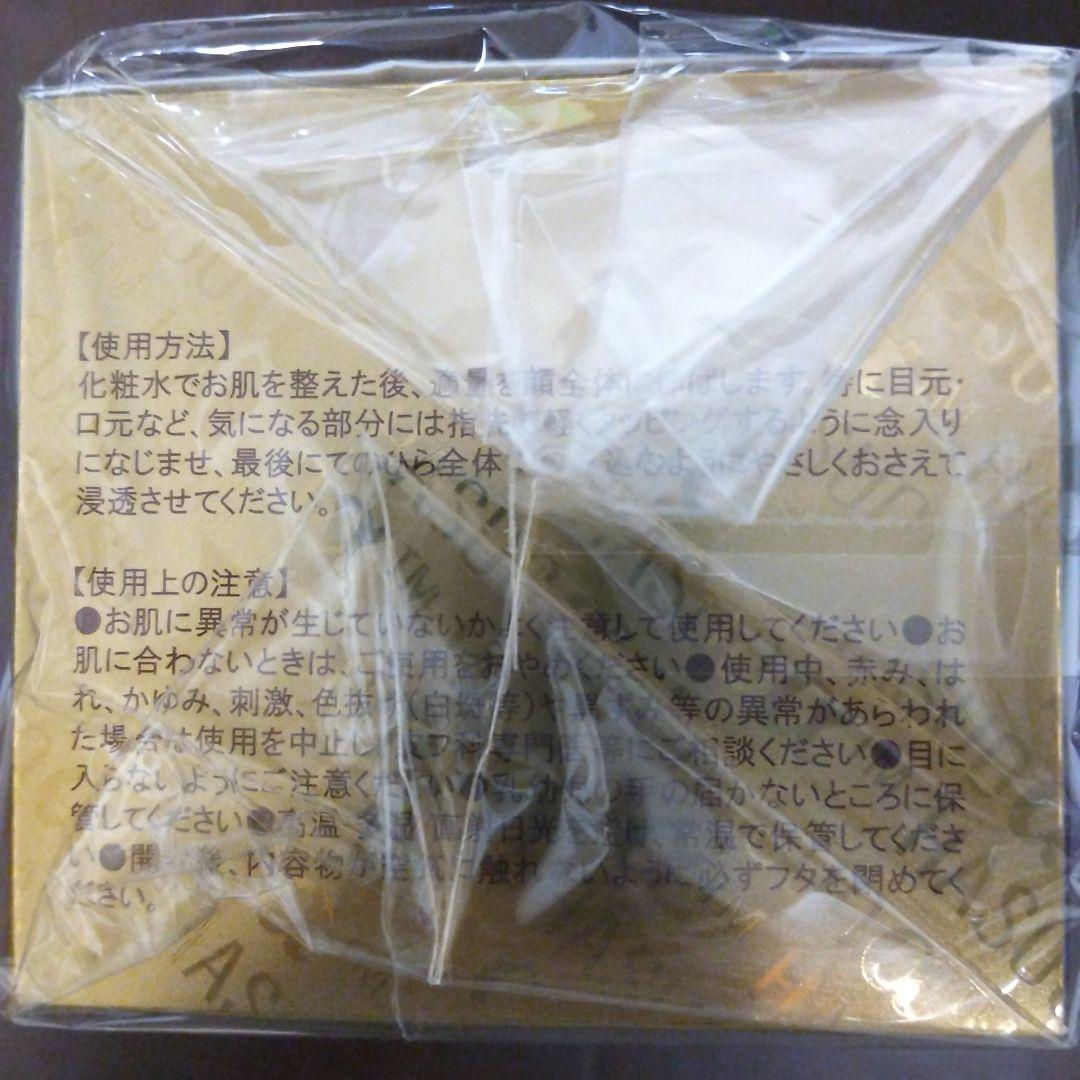 【使用方法】
化粧水でお肌を整えた後、適量を顔全体にのばします。特に目元・
口元など、気になる部分には指先で軽くタッピングするように念入り
になじませ、最後にてのひら全体で包み込むようにやさしくおさえて
浸透させてください。
【使用上の注意】
●お肌に異常が生じていないかよく注意して使用してください●お
肌に合わないときは、ご使用をおやめください●使用中、赤み、は
れ、かゆみ、刺激、色抜け(白斑等)や黒ずみ等の異常があらわれ
た場合は使用を中止し、皮フ科専門医等にご相談ください●目に
入らないようにご注意ください●乳幼児の手の届かないところに保
管してください●高温 多湿 直射日光を避け常温で保管してくださ
い●開封後、内容物が空気に触れないように必ずフタを閉めてく
ださい。